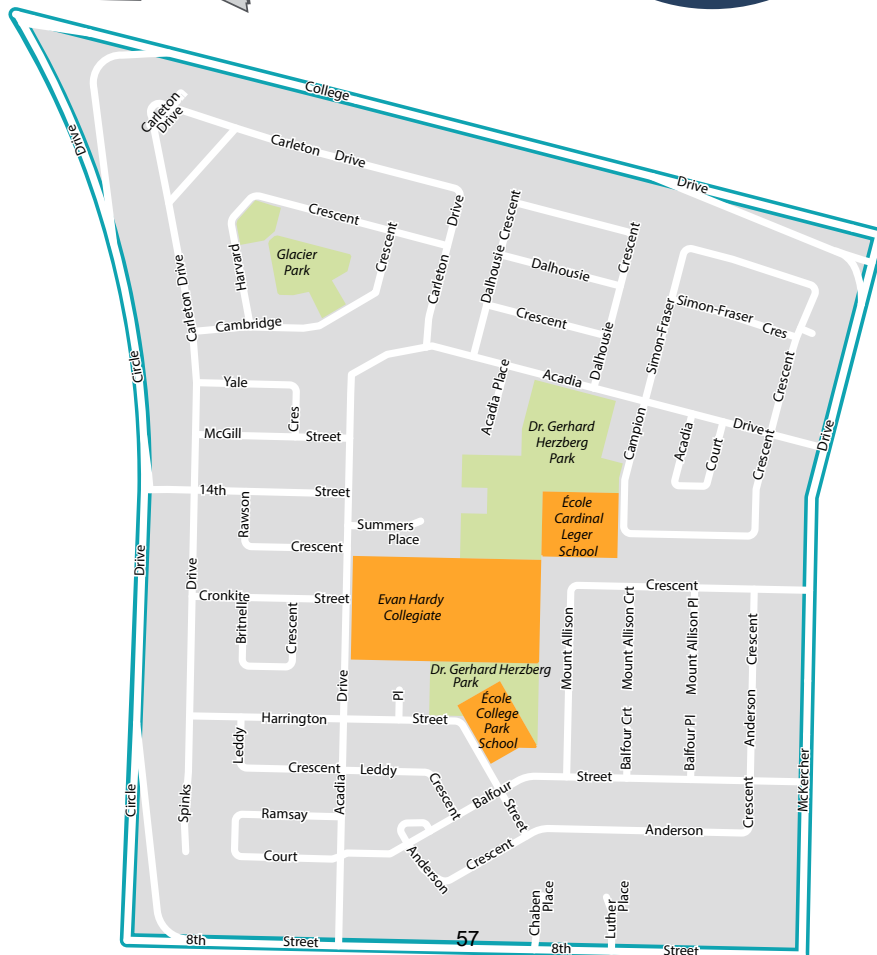 College
Drive
Drive
Carleton
Drive
Carleton Drive
Drive
Crescent
Crescent
Harvard
Glacier
Park
Carleton
Carleton Drive
Cambridge
Dalhousie Crescent
Dalhousie
Crescent
Crescent
Dalhousie
Simon-Fraser
Simon-Fraser
Cres
Crescent
Circle
Yale
Cres
McGill
Street
Acadia Place
Acadia
Drive
Drive
Campion
Acadia
Court
Crescent
Dr. Gerhard
Herzberg
Park
14th
Street
Rawson
Crescent
Summers
Place
École
Cardinal
Leger
School
Drive
Drive
Cronkite
Street
Britnell
Crescent
Evan Hardy
Collegiate
Crescent
Mount Allison
Mount Allison Crt
Mount Allison Pl
Crescent
Dr. Gerhard Herzberg
Park
École
College
Park
School
Drive
Pl
Harrington
Street
Leddy
Crescent
Leddy
Crescent
Balfour
Street
Street
Balfour Crt
Balfour Pl
Anderson
Crescent
McKercher
Circle
Spinks
Acadia
Ramsay
Court
Anderson
Crescent
Anderson
Chaben
Place
Luther
Place
8th
Street
57
8th
Street